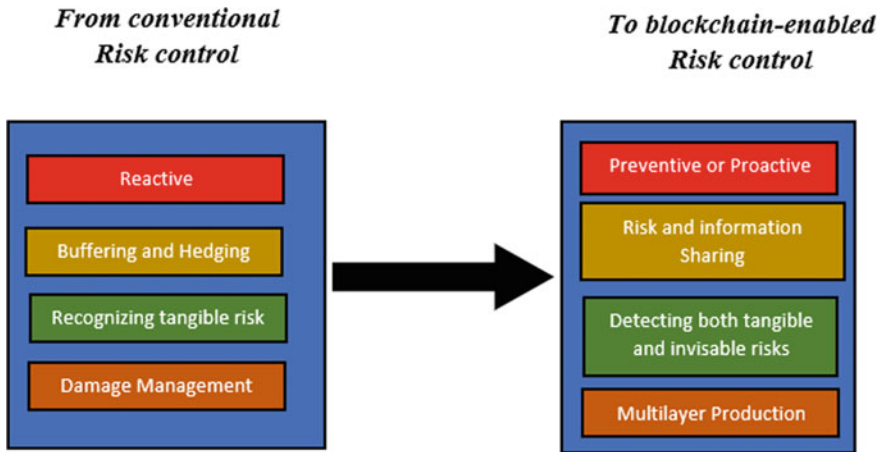 From conventional
Risk control
Reactive
Buffering and Hedging
Recognizing tangible risk
Damage Management
To blockchain-enabled
Risk control
Preventive or Proactive
Risk and information
Sharing
Detecting both tangible
and invisable risks
Multilayer Production